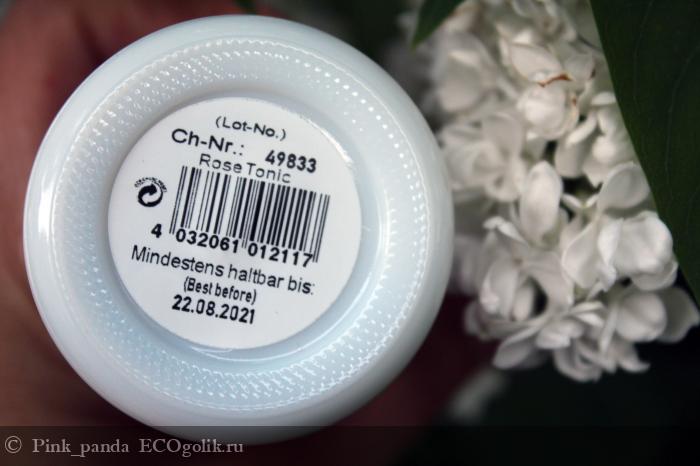 (Lot-No.)
Ch-Nr.: 49833
Rose Tonic
4 032061 012117
Mindestens haltbar bis:
(Best before)
22.08.2021
© Pink_panda ECOgolik.ru